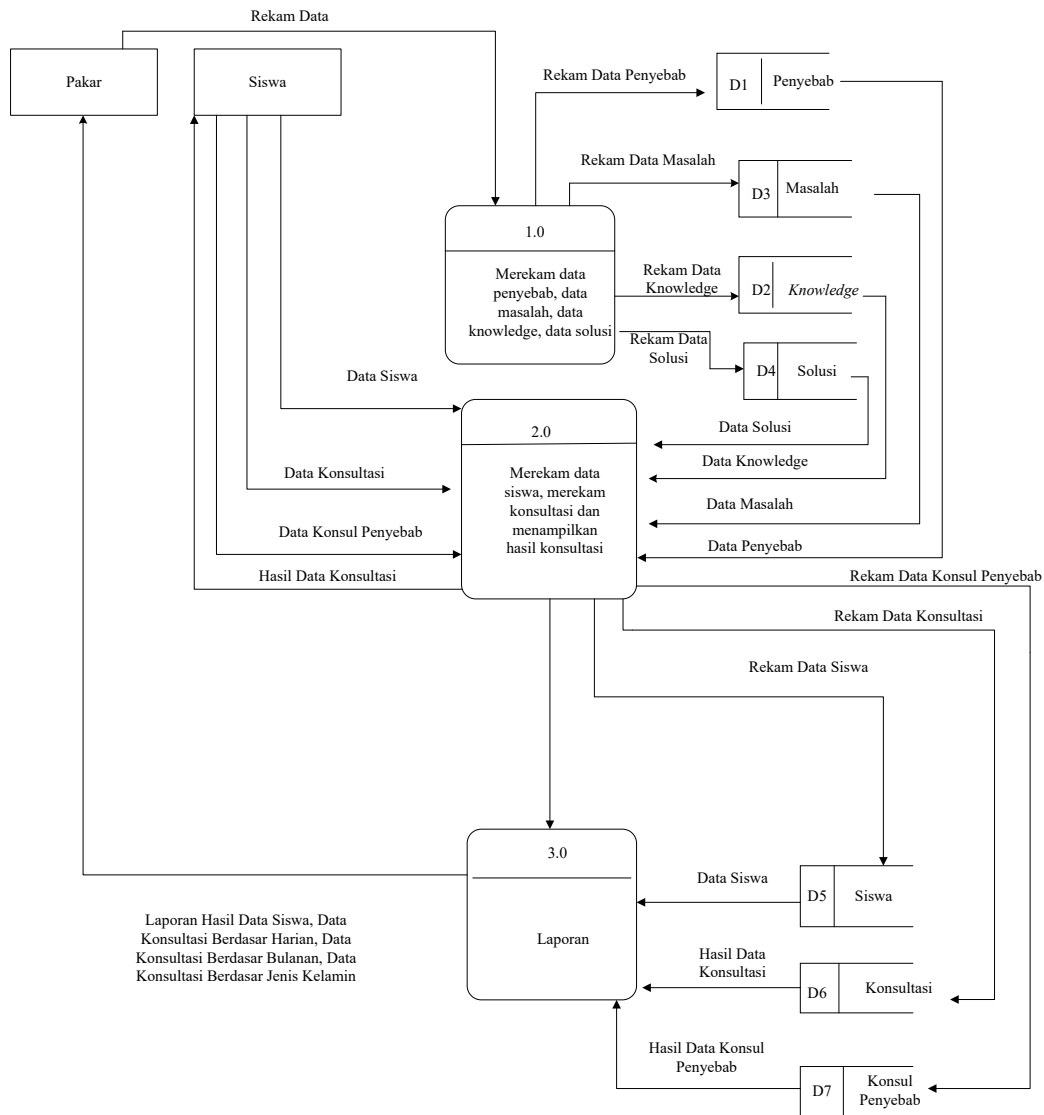 Rekam Data
Pakar
Siswa
Rekam Data Penyebab
D1
Penyebab
Rekam Data Masalah
D3
Masalah
1.0
Merekam data
penyebab, data
masalah, data
knowledge, data solusi
Rekam Data
Knowledge
D2
Knowledge
Rekam Data
Solusi
D4
Solusi
Data Siswa
2.0
Merekam data
siswa, merekam
konsultasi dan
menampilkan
hasil konsultasi
Data Solusi
Data Knowledge
Data Konsultasi
Data Masalah
Data Konsul Penyebab
Data Penyebab
Hasil Data Konsultasi
Rekam Data Konsul Penyebab
Rekam Data Konsultasi
Rekam Data Siswa
3.0
Laporan
Data Siswa
D5
Siswa
Laporan Hasil Data Siswa, Data
Konsultasi Berdasar Harian, Data
Konsultasi Berdasar Bulanan, Data
Konsultasi Berdasar Jenis Kelamin
Hasil Data
Konsultasi
D6
Konsultasi
Hasil Data Konsul
Penyebab
D7
Konsul
Penyebab